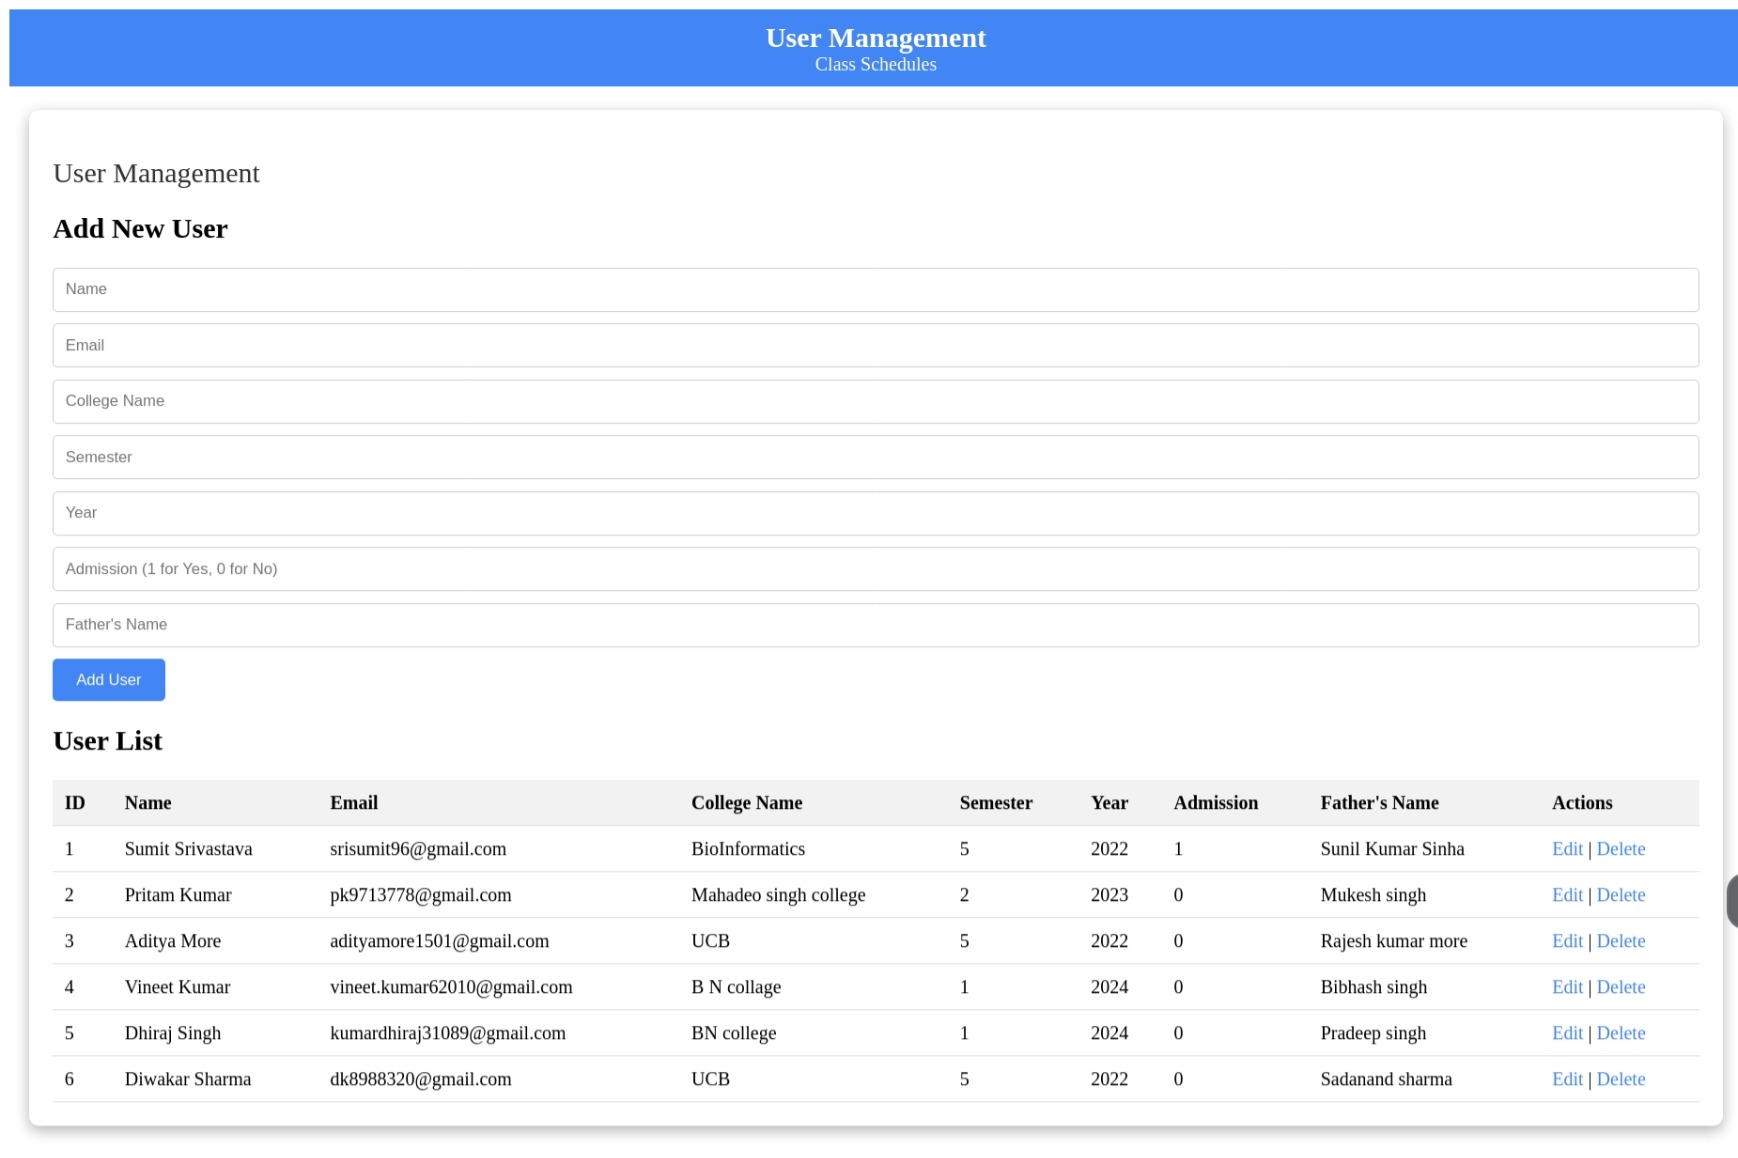 User Management
Class Schedules
User Management
Add New User
Name
Email
College Name
Semester
Year
Admission (1 for Yes, 0 for No)
Father's Name
Add User
User List
ID Name Email College Name Semester Year Admission Father's Name Actions
1 Sumit Srivastava srisumit96@gmail.com BioInformatics 5 2022 1 Sunil Kumar Sinha Edit | Delete
2 Pritam Kumar pk9713778@gmail.com Mahadeo singh college 2 2023 0 Mukesh singh Edit | Delete
3 Aditya More adityamore1501@gmail.com UCB 5 2022 0 Rajesh kumar more Edit | Delete
4 Vineet Kumar vineet.kumar62010@gmail.com B N collage 1 2024 0 Bibhash singh Edit | Delete
5 Dhiraj Singh kumardhiraj31089@gmail.com BN college 1 2024 0 Pradeep singh Edit | Delete
6 Diwakar Sharma dk8988320@gmail.com UCB 5 2022 0 Sadanand sharma Edit | Delete